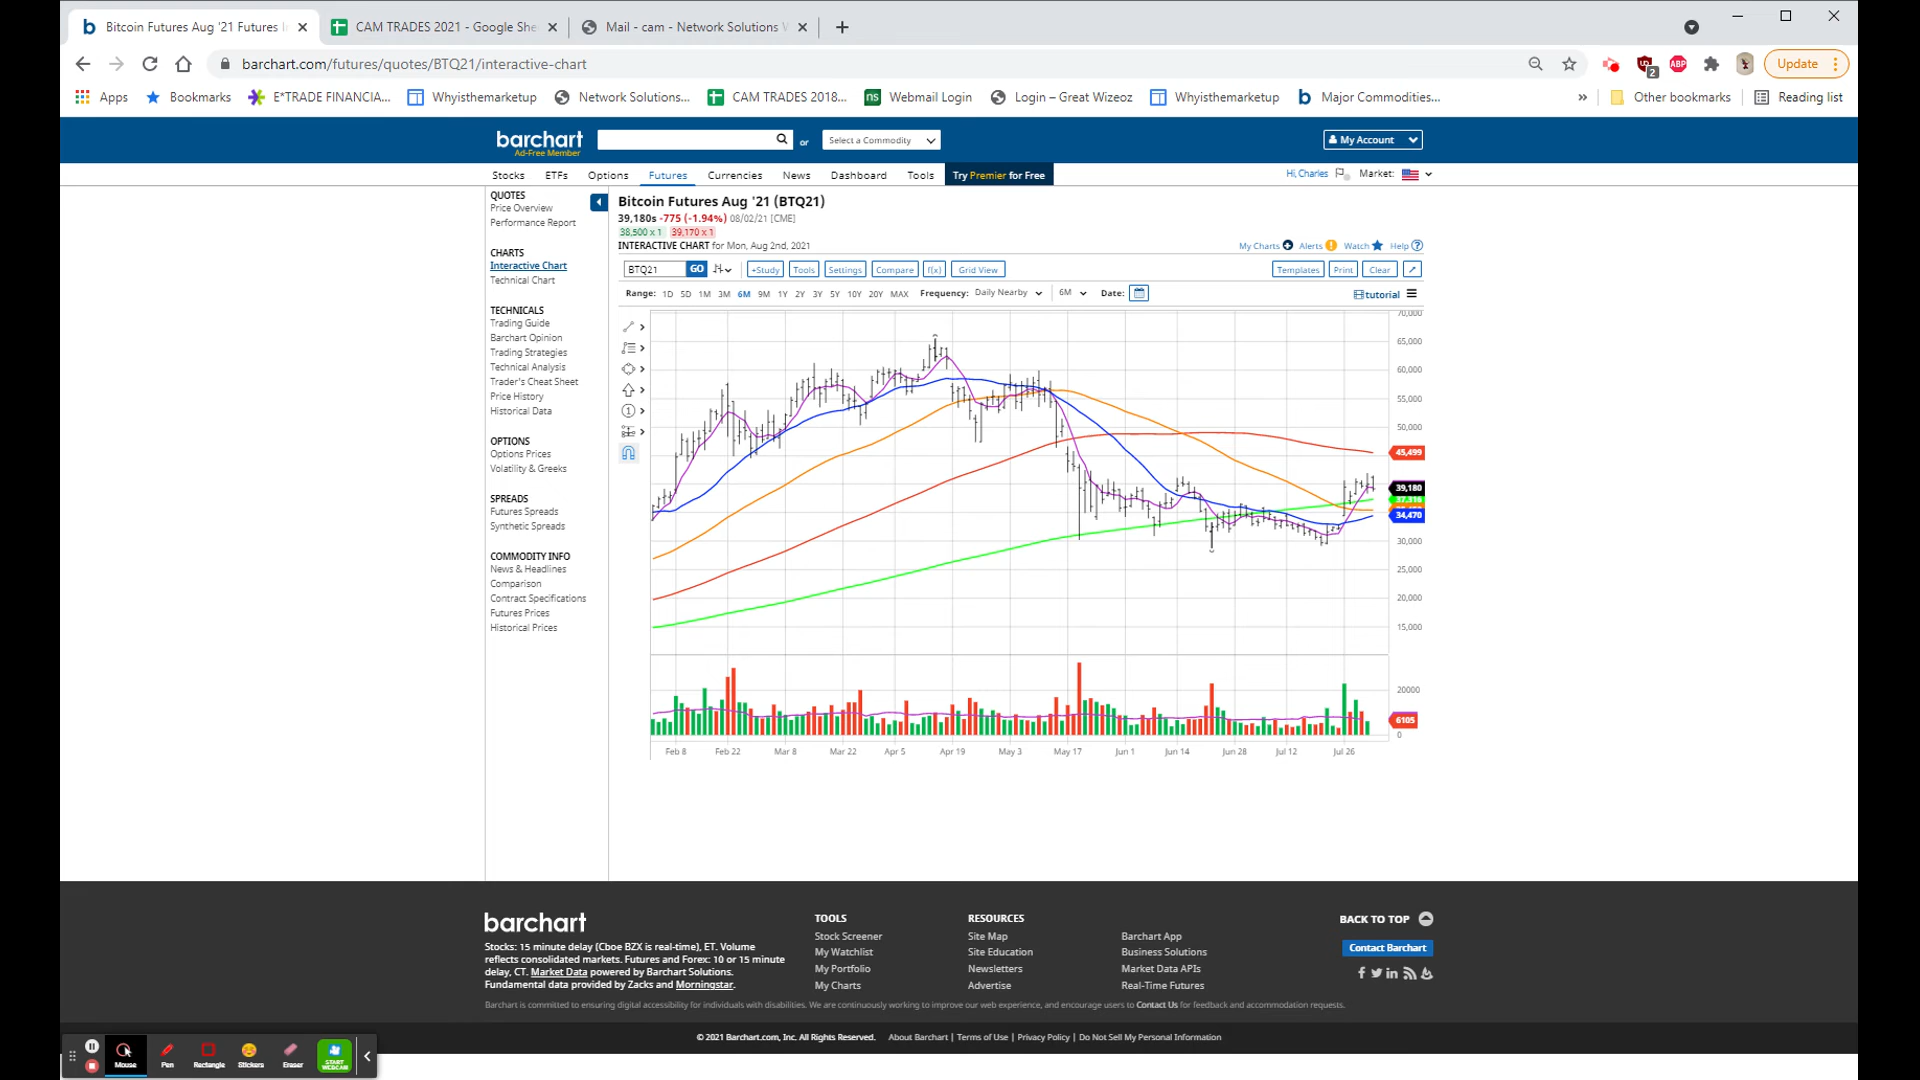 Bitcoin Futures Aug '21 Futures I
CAM TRADES 2021 - Google She
Mail - cam - Network Solutions
barchart.com/futures/quotes/BTQ21/interactive-chart
2
ABP
Update
Apps
Bookmarks
E*TRADE FINANCIA...
Whyisthemarketup
Network Solutions...
CAM TRADES 2018...
ns
Webmail Login
Login – Great Wizeoz
Whyisthemarketup
Major Commodities...
»
Other bookmarks
Reading list
barchart
Ad-Free Member
or
Select a Commodity
My Account
Stocks ETFs Options Futures Currencies News Dashboard Tools Try Premier for Free
Hi, Charles
Market:
QUOTES
Price Overview
Performance Report
CHARTS
Interactive Chart
Technical Chart
TECHNICALS
Trading Guide
Barchart Opinion
Trading Strategies
Technical Analysis
Trader's Cheat Sheet
Price History
Historical Data
OPTIONS
Options Prices
Volatility & Greeks
SPREADS
Futures Spreads
Synthetic Spreads
COMMODITY INFO
News & Headlines
Comparison
Contract Specifications
Futures Prices
Historical Prices
Bitcoin Futures Aug '21 (BTQ21)
39,180s -775 (-1.94%) 08/02/21 [CME]
38,500 x 1 39,170 x 1
INTERACTIVE CHART for Mon, Aug 2nd, 2021
My Charts Alerts Watch Help
BTQ21 GO +Study Tools Settings Compare f(x) Grid View Templates Print Clear
Range: 1D 5D 1M 3M 6M 9M 1Y 2Y 3Y 5Y 10Y 20Y MAX Frequency: Daily Nearby 6M Date:
tutorial
70,000
65,000
60,000
55,000
50,000
45,499
39,180
34,470
30,000
25,000
20,000
15,000
20000
6105
0
Feb 8 Feb 22 Mar 8 Mar 22 Apr 5 Apr 19 May 3 May 17 Jun 1 Jun 14 Jun 28 Jul 12 Jul 26
barchart
Stocks: 15 minute delay (Cboe BZX is real-time), ET. Volume
reflects consolidated markets. Futures and Forex: 10 or 15 minute
delay, CT. Market Data powered by Barchart Solutions.
Fundamental data provided by Zacks and Morningstar.
TOOLS
Stock Screener
My Watchlist
My Portfolio
My Charts
RESOURCES
Site Map
Site Education
Newsletters
Advertise
Barchart App
Business Solutions
Market Data APIs
Real-Time Futures
BACK TO TOP
Contact Barchart
Barchart is committed to ensuring digital accessibility for individuals with disabilities. We are continuously working to improve our web experience, and encourage users to Contact Us for feedback and accommodation requests.
© 2021 Barchart.com, Inc. All Rights Reserved. About Barchart | Terms of Use | Privacy Policy | Do Not Sell My Personal Information
Mouse Pen Rectangle Stickers Eraser
START
WEBCAM